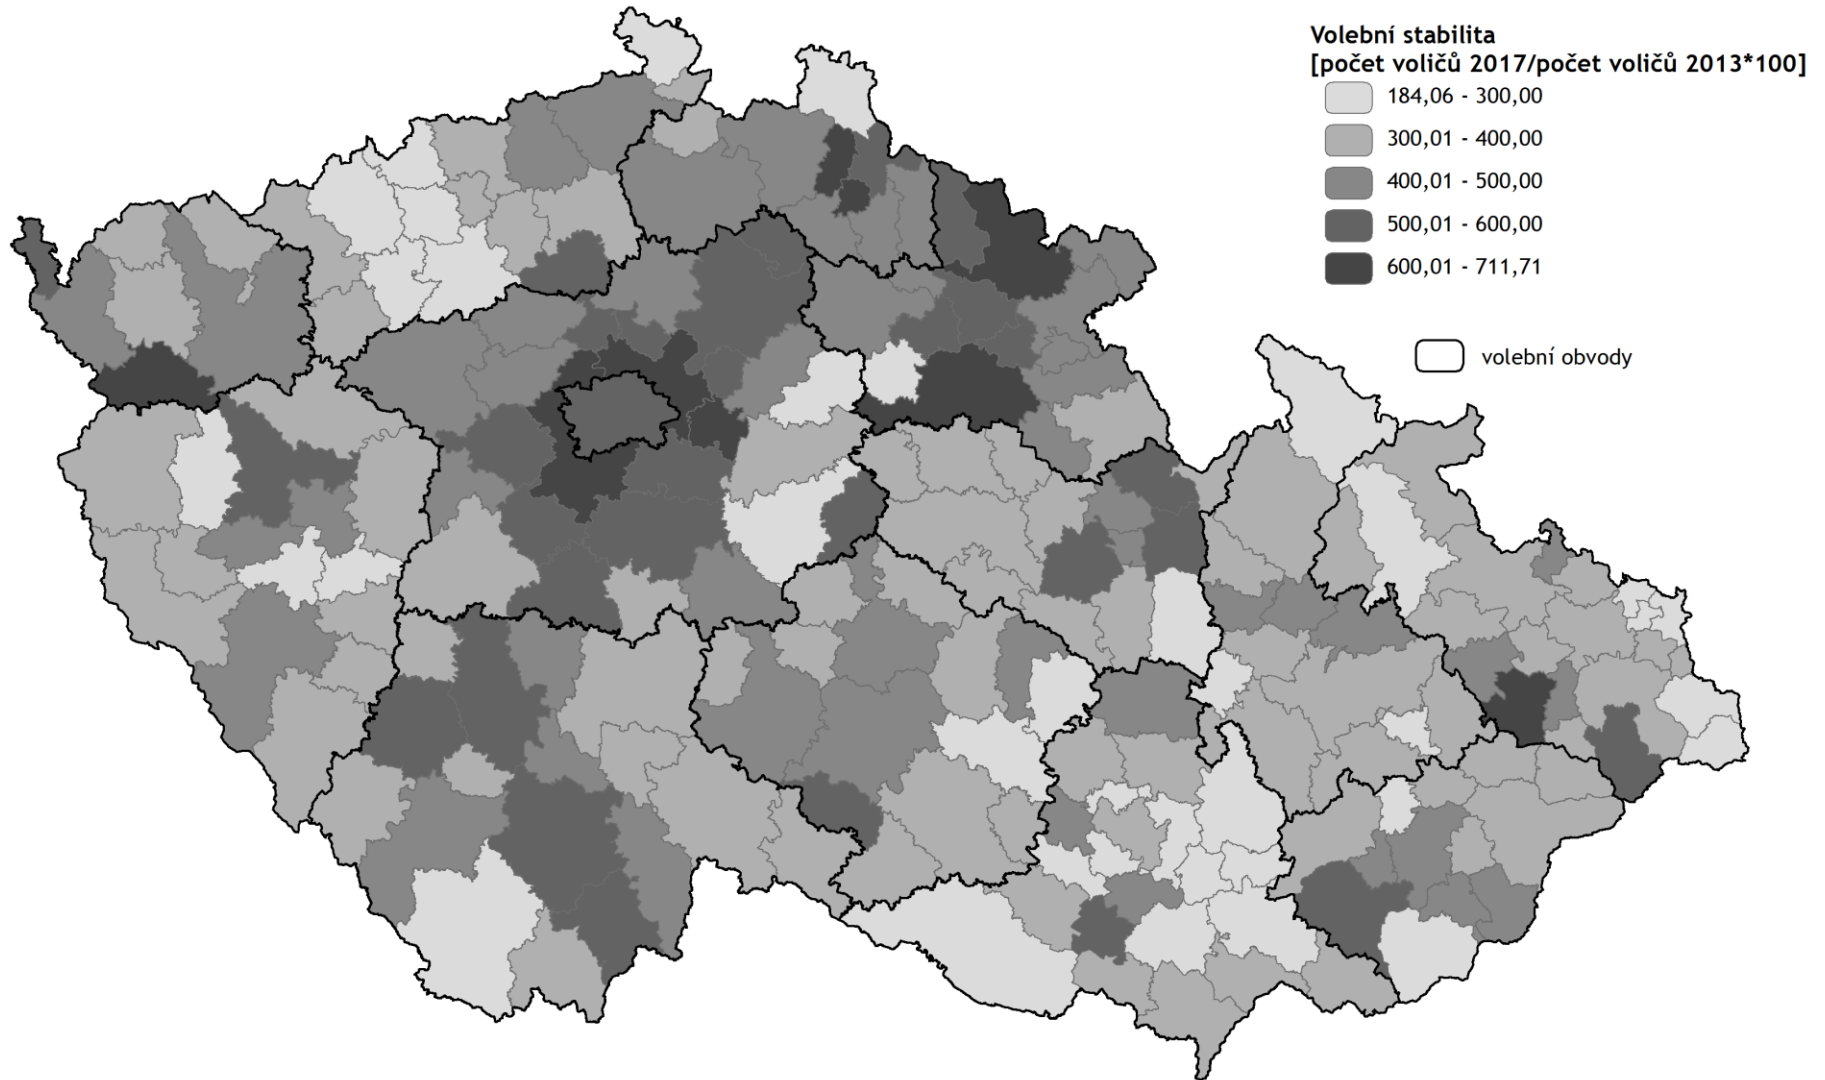 Volební stabilita
[počet voličů 2017/počet voličů 2013*100]
184,06 - 300,00
300,01 - 400,00
400,01 - 500,00
500,01 - 600,00
600,01 - 711,71
volební obvody